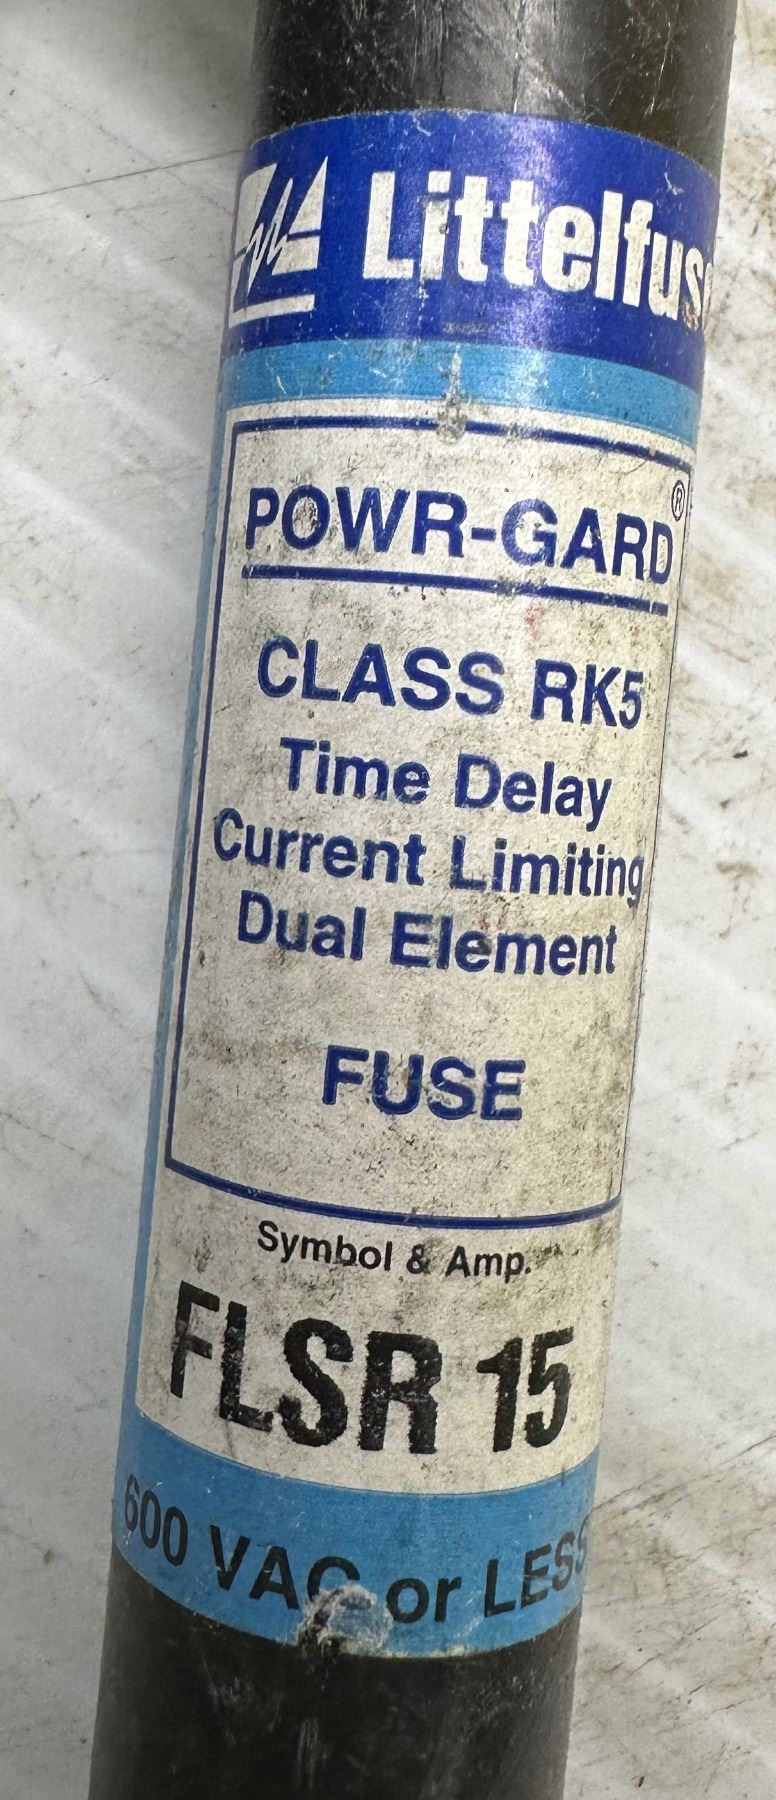 Littelfus
POWR-GARD®
CLASS RK5
Time Delay
Current Limiting
Dual Element
FUSE
Symbol & Amp.
FLSR 15
600 VAC or LESS